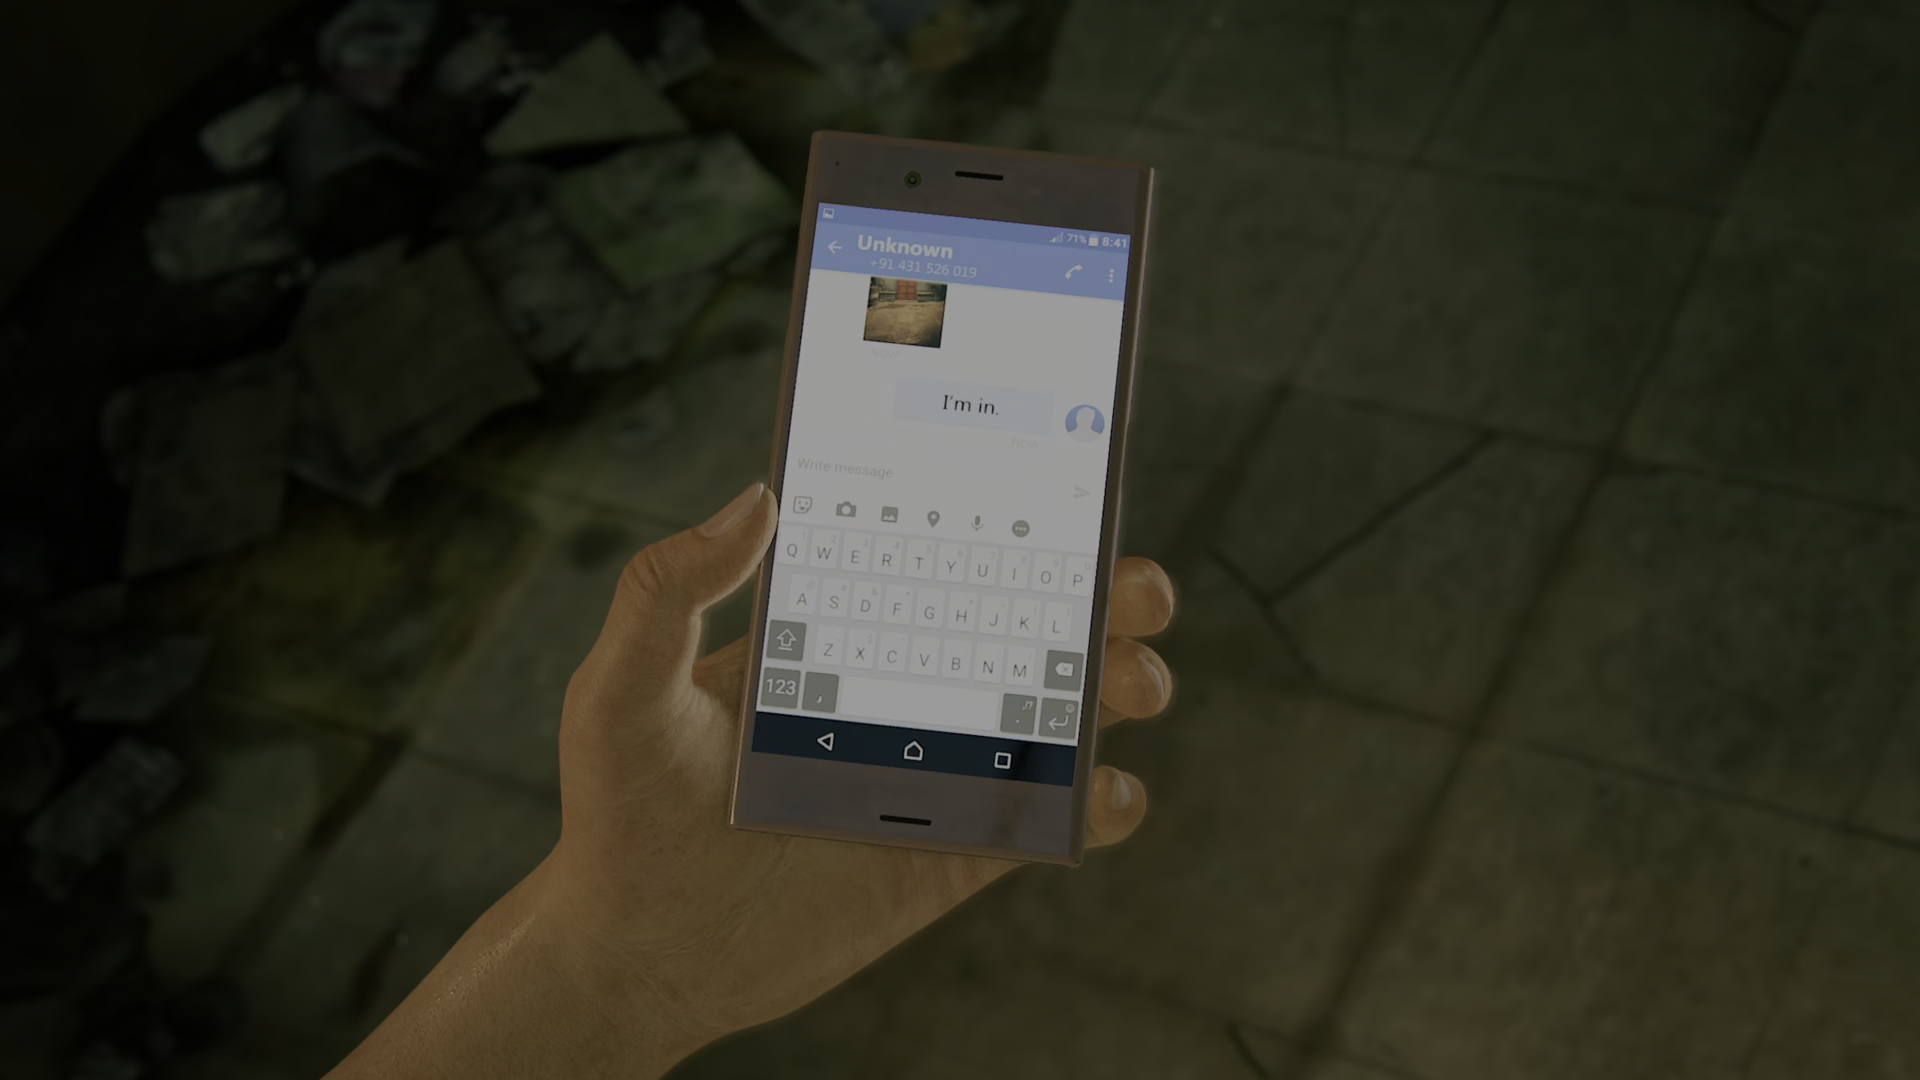 71% 8:41
Unknown
+91 431 526 019
NOW
I'm in.
NOW
Write message
Q W E R T Y U I O P
A S D F G H J K L
Z X C V B N M
123 , . .!?